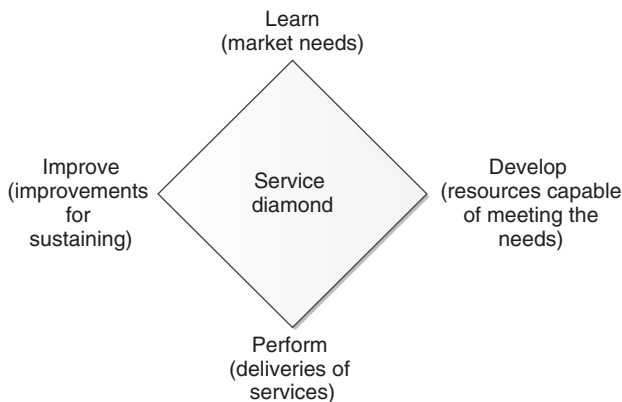 Learn
(market needs)
Improve
(improvements
for
sustaining)
Service
diamond
Develop
(resources capable
of meeting the
needs)
Perform
(deliveries of
services)